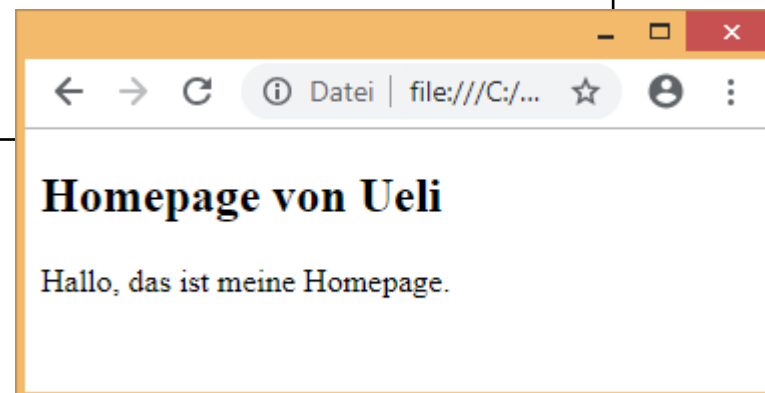 Datei | file:///C:/...
Homepage von Ueli
Hallo, das ist meine Homepage.